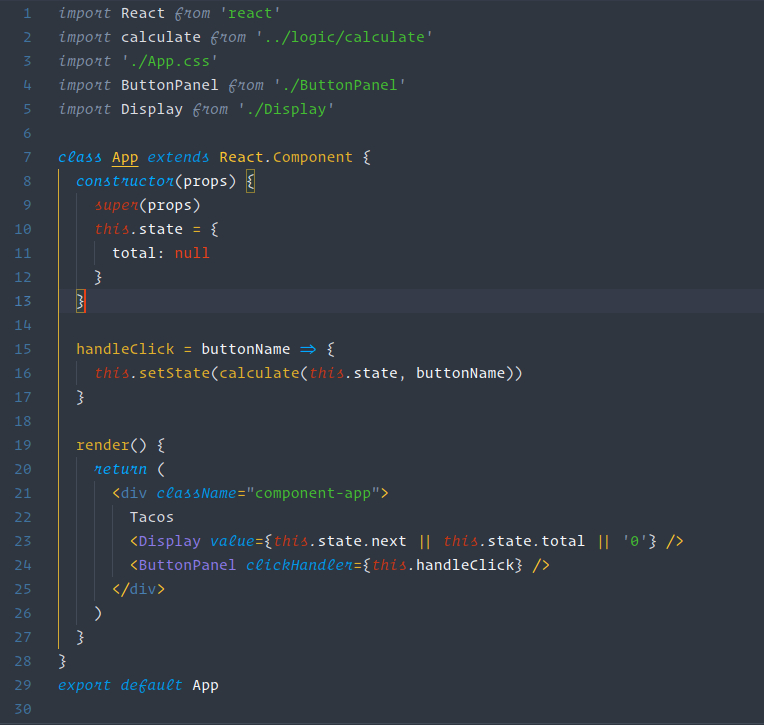 1 import React from 'react'
2 import calculate from '../logic/calculate'
3 import './App.css'
4 import ButtonPanel from './ButtonPanel'
5 import Display from './Display'
6
7 class App extends React.Component {
8   constructor(props) {
9     super(props)
10     this.state = {
11       total: null
12     }
13   }
14
15   handleClick = buttonName => {
16     this.setState(calculate(this.state, buttonName))
17   }
18
19   render() {
20     return (
21       <div className="component-app">
22         Tacos
23         <Display value={this.state.next || this.state.total || '0'} />
24         <ButtonPanel clickHandler={this.handleClick} />
25       </div>
26     )
27   }
28 }
29 export default App
30